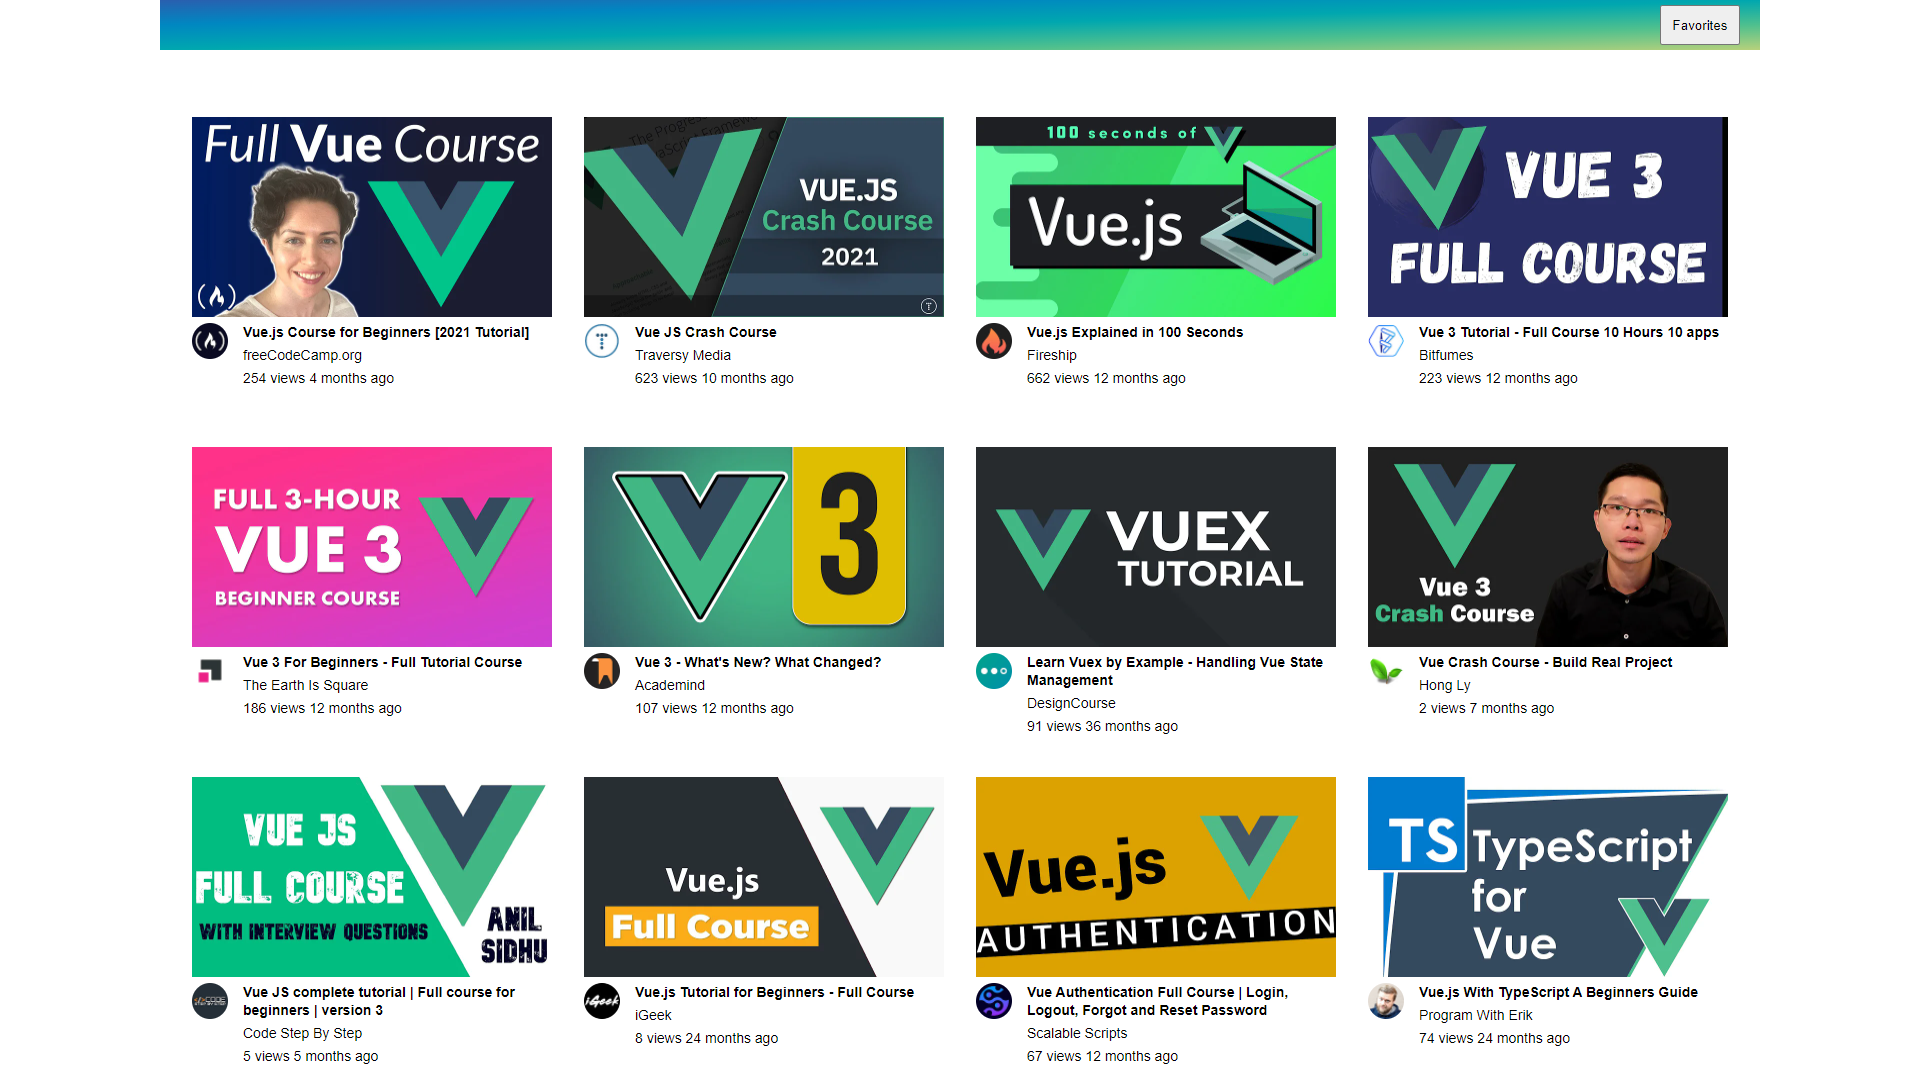 Favorites
Full Vue Course
VUE.JS
Crash Course
2021
100 seconds of
Vue.js
VUE 3
FULL COURSE
Vue.js Course for Beginners [2021 Tutorial]
freeCodeCamp.org
254 views 4 months ago
Vue JS Crash Course
Traversy Media
623 views 10 months ago
Vue.js Explained in 100 Seconds
Fireship
662 views 12 months ago
Vue 3 Tutorial - Full Course 10 Hours 10 apps
Bitfumes
223 views 12 months ago
FULL 3-HOUR
VUE 3
BEGINNER COURSE
3
VUEX
TUTORIAL
Vue 3
Crash Course
Vue 3 For Beginners - Full Tutorial Course
The Earth Is Square
186 views 12 months ago
Vue 3 - What's New? What Changed?
Academind
107 views 12 months ago
Learn Vuex by Example - Handling Vue State
Management
DesignCourse
91 views 36 months ago
Vue Crash Course - Build Real Project
Hong Ly
2 views 7 months ago
VUE JS
FULL COURSE
WITH INTERVIEW QUESTIONS
ANIL
SIDHU
Vue.js
Full Course
Vue.js
AUTHENTICATION
TS
TypeScript
for
Vue
Vue JS complete tutorial | Full course for
beginners | version 3
Code Step By Step
5 views 5 months ago
iGeek
Vue.js Tutorial for Beginners - Full Course
iGeek
8 views 24 months ago
Vue Authentication Full Course | Login,
Logout, Forgot and Reset Password
Scalable Scripts
67 views 12 months ago
Vue.js With TypeScript A Beginners Guide
Program With Erik
74 views 24 months ago